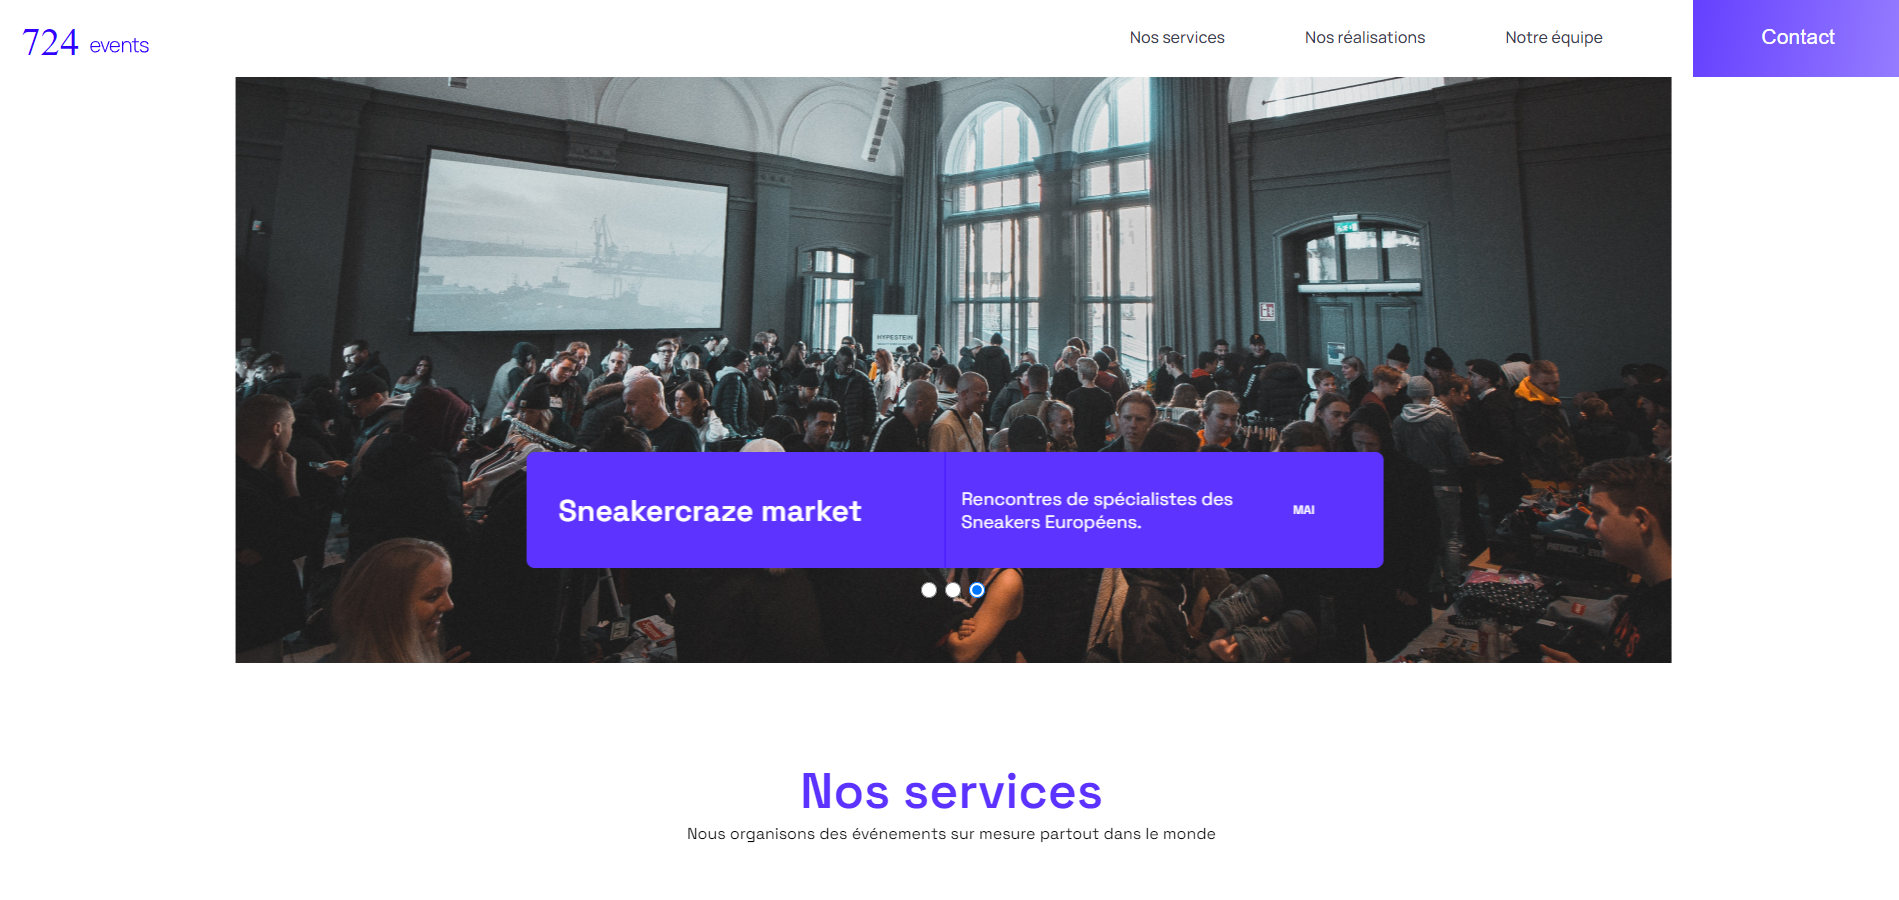 724 events
Nos services
Nos réalisations
Notre équipe
Contact
HYPESTEIN
Sneakercraze market
Rencontres de spécialistes des
Sneakers Européens.
MAI
Nos services
Nous organisons des événements sur mesure partout dans le monde